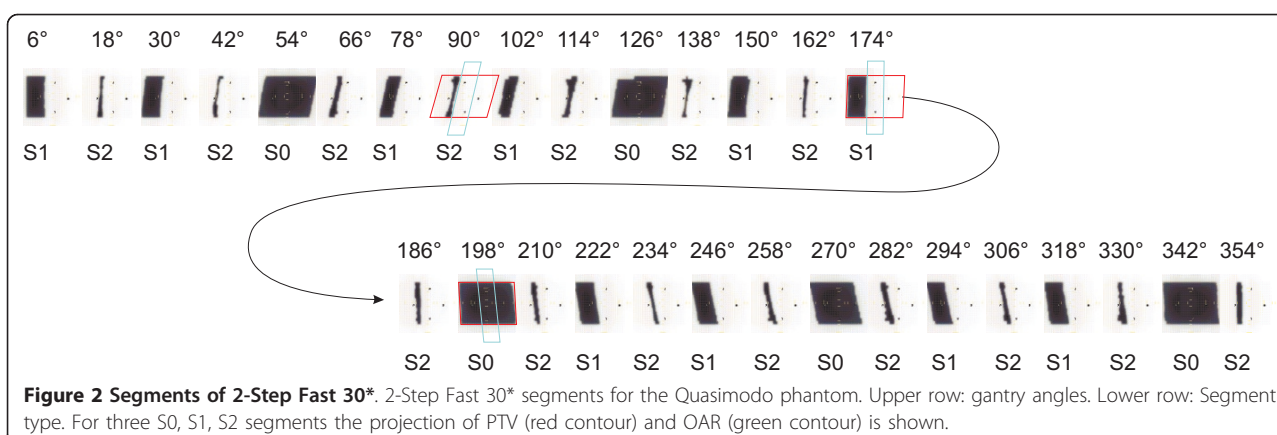 6° 18° 30° 42° 54° 66° 78° 90° 102° 114° 126° 138° 150° 162° 174°
S1 S2 S1 S2 S0 S2 S1 S2 S1 S2 S0 S2 S1 S2 S1
186° 198° 210° 222° 234° 246° 258° 270° 282° 294° 306° 318° 330° 342° 354°
S2 S0 S2 S1 S2 S1 S2 S0 S2 S1 S2 S1 S2 S0 S2
Figure 2 Segments of 2-Step Fast 30*. 2-Step Fast 30* segments for the Quasimodo phantom. Upper row: gantry angles. Lower row: Segment
type. For three S0, S1, S2 segments the projection of PTV (red contour) and OAR (green contour) is shown.